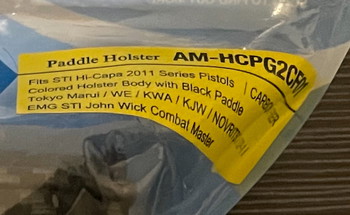 Paddle Holster AM-HCPG2CF
Fits STI Hi-Capa 2011 Series Pistols | CARBO
Colored Holster Body with Black Paddle
Tokyo Marui / WE / KWA / KJW / NOVRITSCH
EMG STI John Wick Combat Master